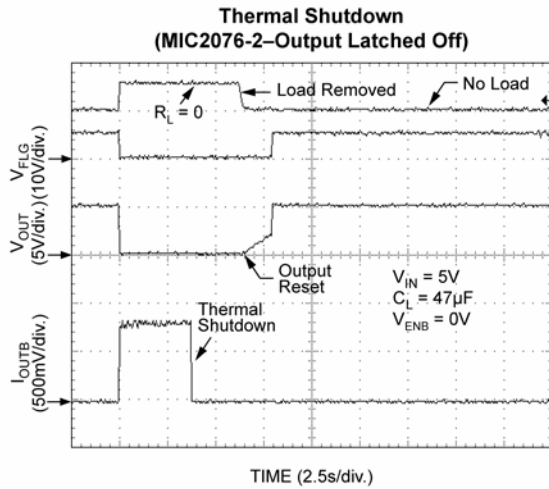 Thermal Shutdown
(MIC2076-2–Output Latched Off)
Load Removed
No Load
R_L = 0
V_FLG
(10V/div.)
V_OUT
(5V/div.)
Output
Reset
V_IN = 5V
C_L = 47µF
V_ENB = 0V
Thermal
Shutdown
I_OUTB
(500mV/div.)
TIME (2.5s/div.)